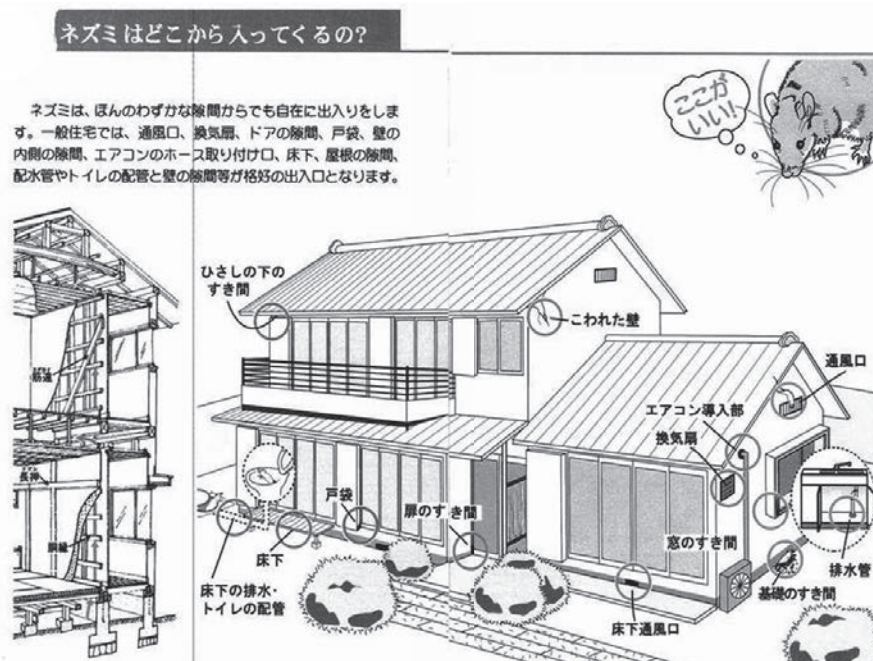 ネズミはどこから入ってくるの?
ネズミは、ほんのわずかな隙間からでも自在に出入りをしま
す。一般住宅では、通風口、換気扇、ドアの隙間、戸袋、壁の
内側の隙間、エアコンのホース取り付け口、床下、屋根の隙間、
配水管やトイレの配管と壁の隙間等が格好の出入口となります。
ここが
いい!
ひさしの下の
すき間
こわれた壁
通風口
エアコン導入部
換気扇
筋違
長押
胴縁
戸袋
扉のすき間
窓のすき間
床下
排水管
床下の排水・
トイレの配管
基礎のすき間
床下通風口